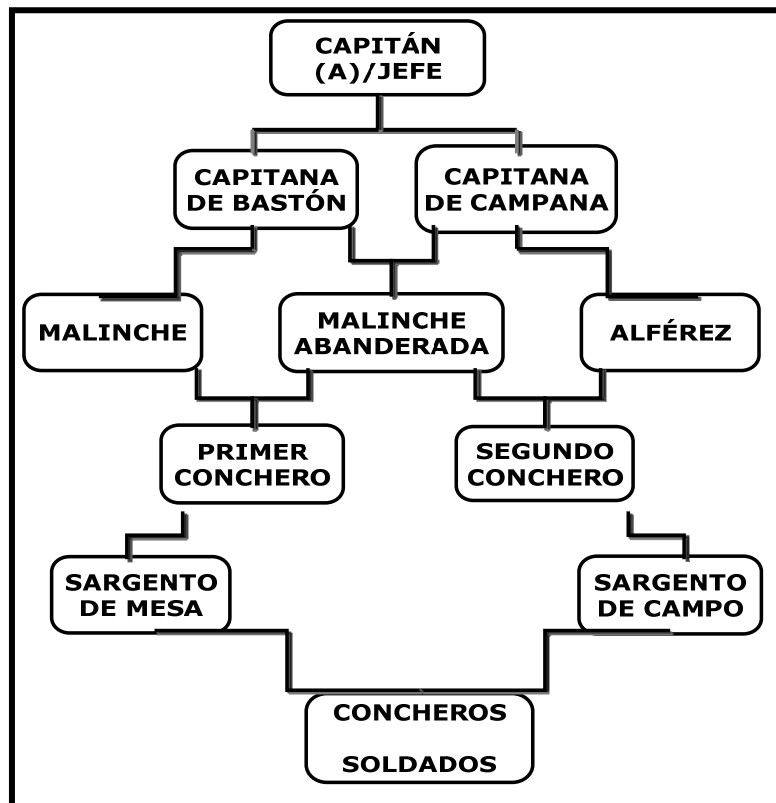 CAPITÁN
(A)/JEFE
CAPITANA
DE BASTÓN
CAPITANA
DE CAMPANA
MALINCHE
MALINCHE
ABANDERADA
ALFÉREZ
PRIMER
CONCHERO
SEGUNDO
CONCHERO
SARGENTO
DE MESA
SARGENTO
DE CAMPO
CONCHEROS
SOLDADOS